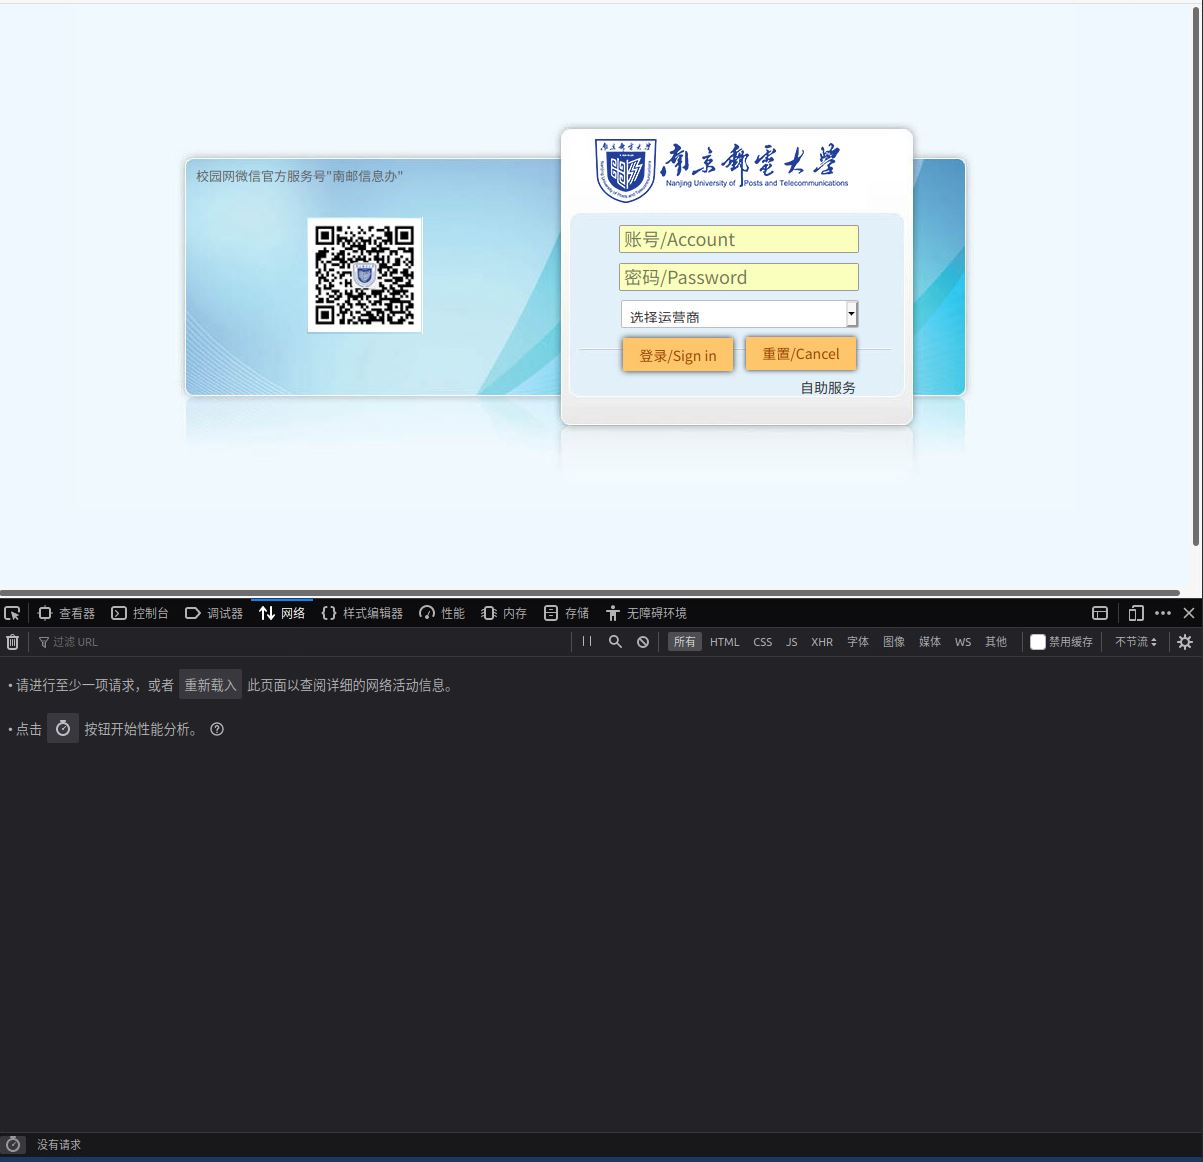 校园网微信官方服务号"南邮信息办"
南京邮电大学
Nanjing University of Posts and Telecommunications
账号/Account
密码/Password
选择运营商
登录/Sign in
重置/Cancel
自助服务
查看器 控制台 调试器 网络 样式编辑器 性能 内存 存储 无障碍环境
过滤 URL 所有 HTML CSS JS XHR 字体 图像 媒体 WS 其他 禁用缓存 不节流
• 请进行至少一项请求，或者 重新载入 此页面以查阅详细的网络活动信息。
• 点击 按钮开始性能分析。
没有请求